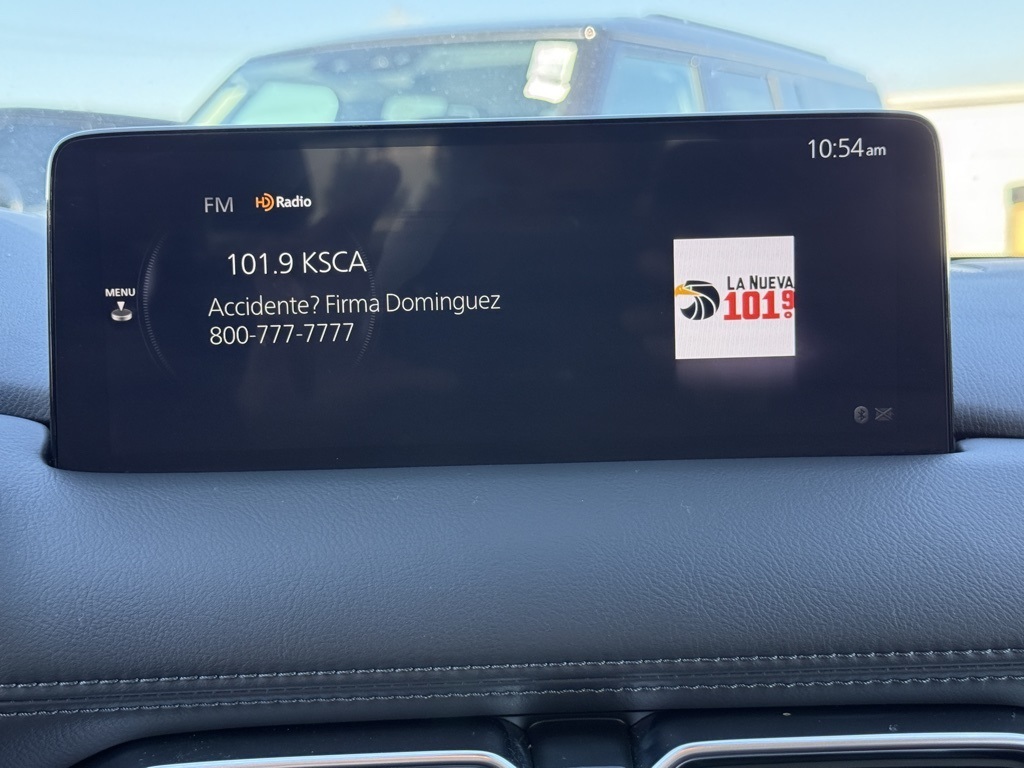 10:54am
FM HD Radio
101.9 KSCA
MENU
Accidente? Firma Dominguez
800-777-7777
LA NUEVA
101.9